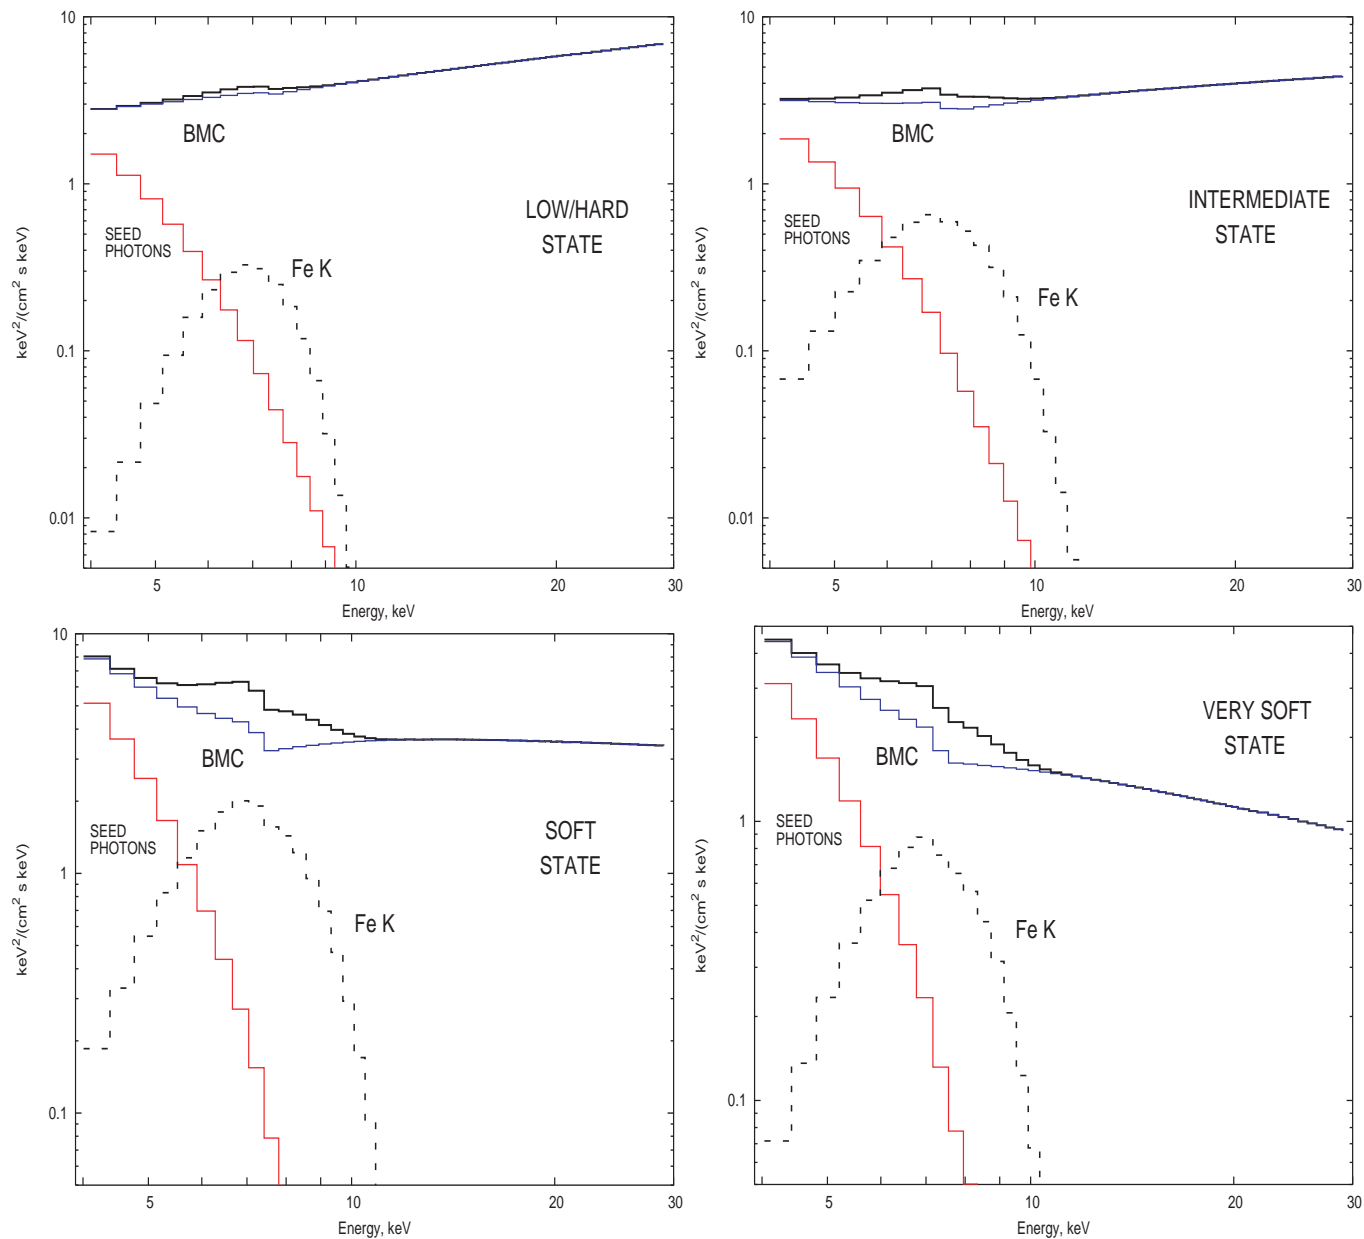 10
1
0.1
0.01
keV²/(cm² s keV)
BMC
SEED
PHOTONS
Fe K
LOW/HARD
STATE
5
10
20
30
Energy, keV
10
1
0.1
0.01
keV²/(cm² s keV)
BMC
SEED
PHOTONS
Fe K
INTERMEDIATE
STATE
5
10
20
30
Energy, keV
10
1
0.1
keV²/(cm² s keV)
BMC
SEED
PHOTONS
Fe K
SOFT
STATE
5
10
20
30
Energy, keV
1
0.1
keV²/(cm² s keV)
BMC
SEED
PHOTONS
Fe K
VERY SOFT
STATE
5
10
20
30
Energy, keV